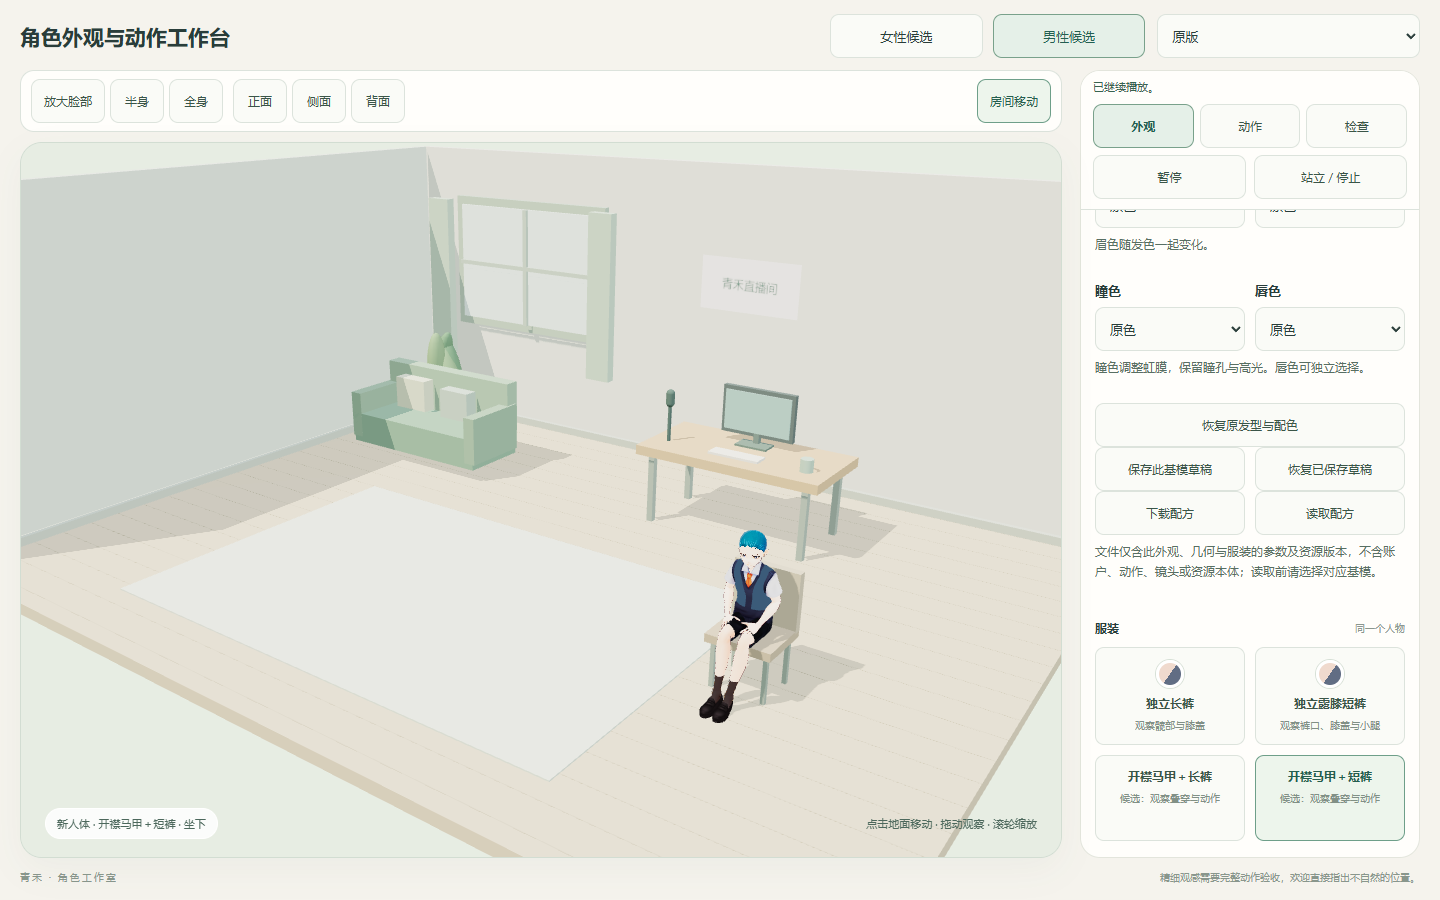 角色外观与动作工作台
女性候选
男性候选
原版
放大脸部
半身
全身
正面
侧面
背面
房间移动
青禾直播间
新人体 · 开襟马甲 + 短裤 · 坐下
点击地面移动 · 拖动观察 · 滚轮缩放
已继续播放。
外观
动作
检查
暂停
站立 / 停止
眉色随发色一起变化。
瞳色
唇色
原色
原色
瞳色调整虹膜，保留瞳孔与高光。唇色可独立选择。
恢复原发型与配色
保存此基模草稿
恢复已保存草稿
下载配方
读取配方
文件仅含此外观、几何与服装的参数及资源版本，不含账
户、动作、镜头或资源本体；读取前请选择对应基模。
服装
同一个人物
独立长裤
观察髋部与膝盖
独立露膝短裤
观察裤口、膝盖与小腿
开襟马甲 + 长裤
候选：观察叠穿与动作
开襟马甲 + 短裤
候选：观察叠穿与动作
青禾 · 角色工作室
精细观感需要完整动作验收，欢迎直接指出不自然的位置。